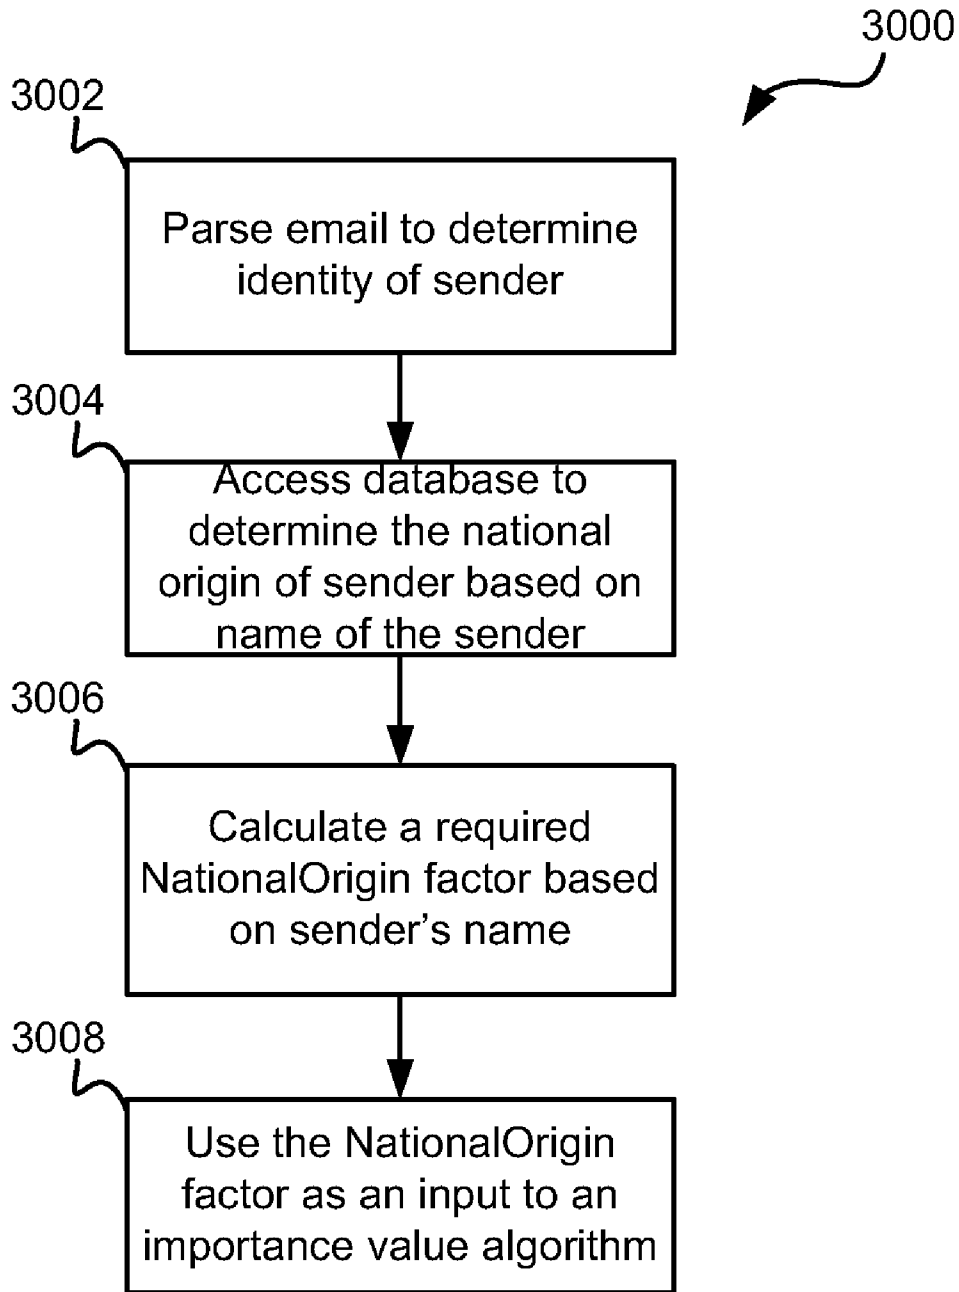 3000
3002
Parse email to determine
identity of sender
3004
Access database to
determine the national
origin of sender based on
name of the sender
3006
Calculate a required
NationalOrigin factor based
on sender's name
3008
Use the NationalOrigin
factor as an input to an
importance value algorithm